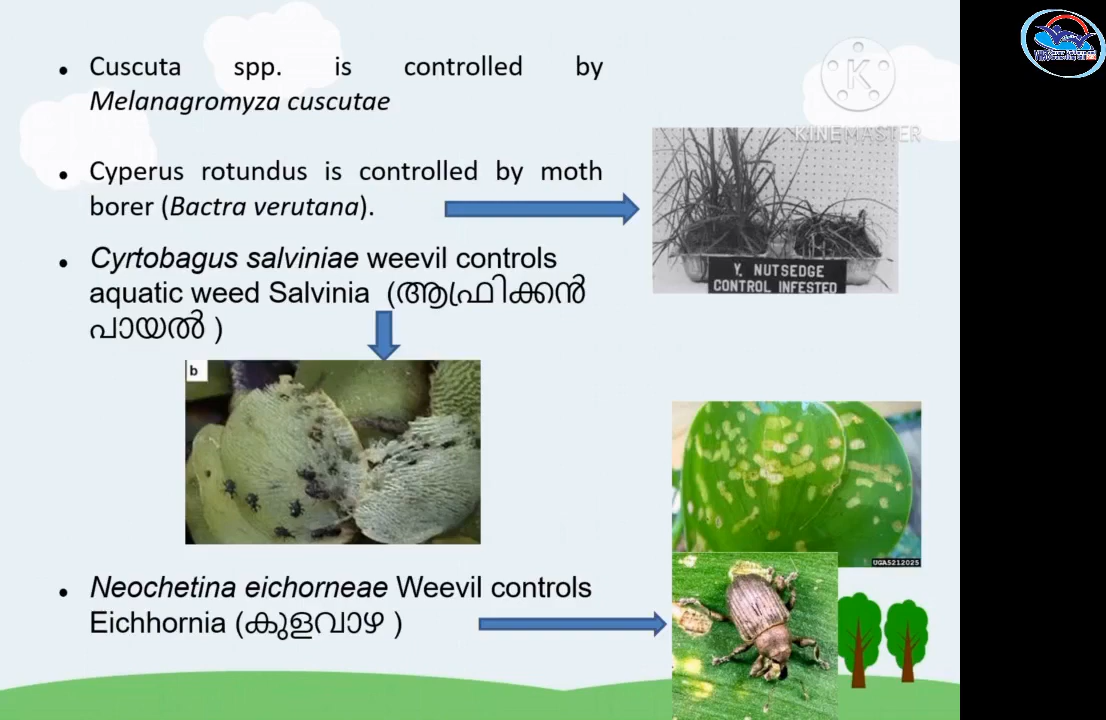 Cuscuta spp. is controlled by
Melanagromyza cuscutae
KINEMASTER
Cyperus rotundus is controlled by moth
borer (Bactra verutana).
Y. NUTSEDGE
CONTROL INFESTED
Cyrtobagus salviniae weevil controls
aquatic weed Salvinia (ആഫ്രിക്കൻ
പായൽ )
b
UGA5212025
Neochetina eichorneae Weevil controls
Eichhornia (കുളവാഴ )